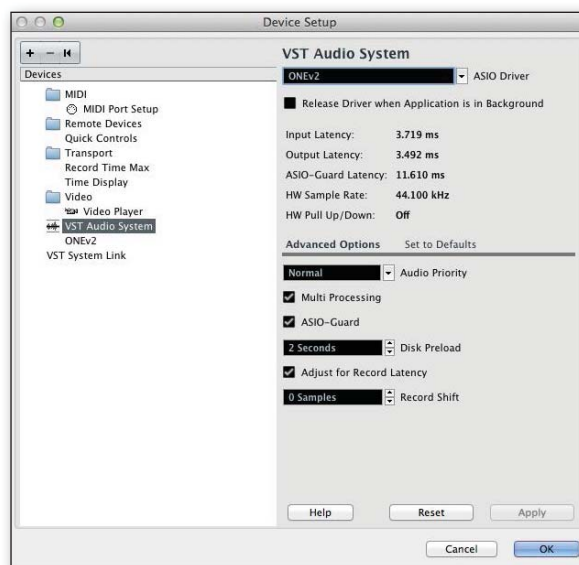 Device Setup
+ - I◀
Devices
MIDI
MIDI Port Setup
Remote Devices
Quick Controls
Transport
Record Time Max
Time Display
Video
Video Player
VST Audio System
ONEv2
VST System Link
VST Audio System
ONEv2 ASIO Driver
Release Driver when Application is in Background
Input Latency: 3.719 ms
Output Latency: 3.492 ms
ASIO-Guard Latency: 11.610 ms
HW Sample Rate: 44.100 kHz
HW Pull Up/Down: Off
Advanced Options Set to Defaults
Normal Audio Priority
Multi Processing
ASIO-Guard
2 Seconds Disk Preload
Adjust for Record Latency
0 Samples Record Shift
Help Reset Apply
Cancel OK